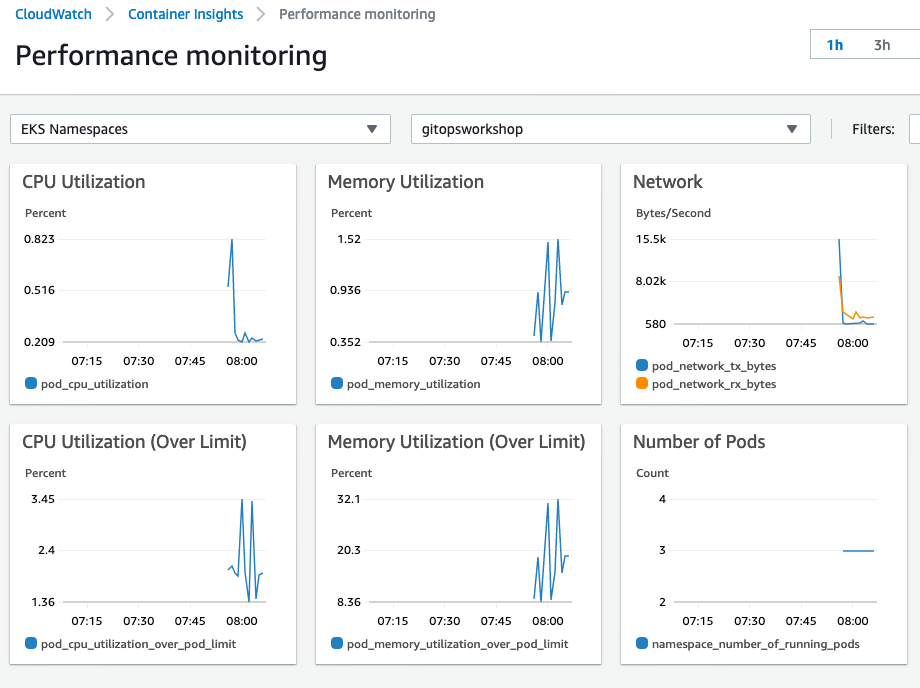 CloudWatch > Container Insights > Performance monitoring
Performance monitoring
1h 3h
EKS Namespaces gitopsworkshop Filters:
CPU Utilization
Percent
0.823
0.516
0.209
07:15 07:30 07:45 08:00
pod_cpu_utilization
Memory Utilization
Percent
1.52
0.936
0.352
07:15 07:30 07:45 08:00
pod_memory_utilization
Network
Bytes/Second
15.5k
8.02k
580
07:15 07:30 07:45 08:00
pod_network_tx_bytes
pod_network_rx_bytes
CPU Utilization (Over Limit)
Percent
3.45
2.4
1.36
07:15 07:30 07:45 08:00
pod_cpu_utilization_over_pod_limit
Memory Utilization (Over Limit)
Percent
32.1
20.3
8.36
07:15 07:30 07:45 08:00
pod_memory_utilization_over_pod_limit
Number of Pods
Count
4
3
2
07:15 07:30 07:45 08:00
namespace_number_of_running_pods